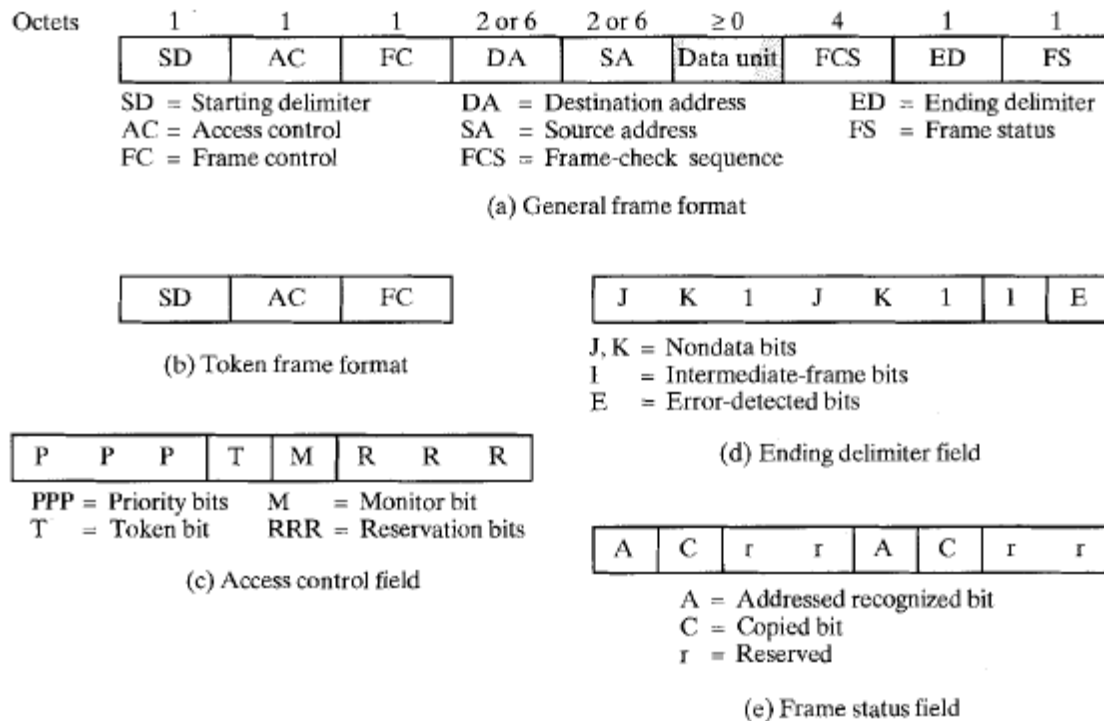 Octets 1 1 1 2 or 6 2 or 6 ≥ 0 4 1 1
SD AC FC DA SA Data unit FCS ED FS
SD = Starting delimiter DA = Destination address ED = Ending delimiter
AC = Access control SA = Source address FS = Frame status
FC = Frame control FCS = Frame-check sequence
(a) General frame format
SD AC FC
(b) Token frame format
J K 1 J K 1 I E
J, K = Nondata bits
I = Intermediate-frame bits
E = Error-detected bits
(d) Ending delimiter field
P P P T M R R R
PPP = Priority bits M = Monitor bit
T = Token bit RRR = Reservation bits
(c) Access control field
A C r r A C r r
A = Addressed recognized bit
C = Copied bit
r = Reserved
(e) Frame status field